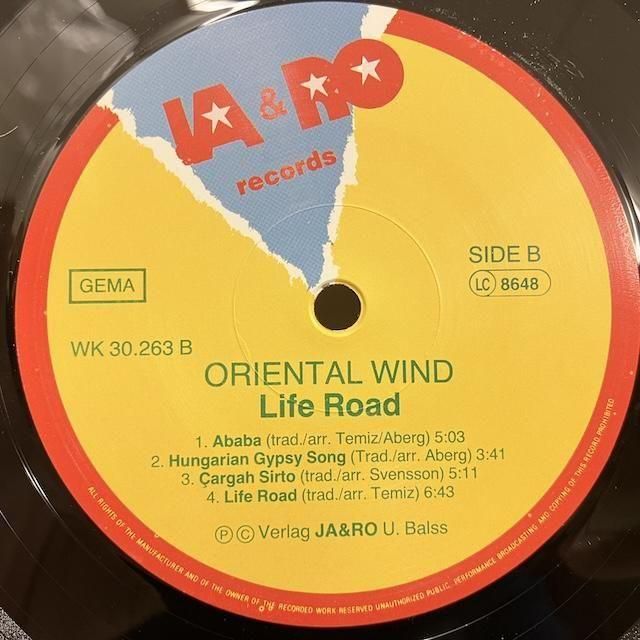 JA & RO
records
GEMA
SIDE B
LC 8648
WK 30.263 B
ORIENTAL WIND
Life Road
1. Ababa (trad./arr. Temiz/Aberg) 5:03
2. Hungarian Gypsy Song (Trad./arr. Aberg) 3:41
3. Çargah Sirto (trad./arr. Svensson) 5:11
4. Life Road (trad./arr. Temiz) 6:43
Ⓟ Ⓒ Verlag JA&RO U. Balss
ALL RIGHTS OF THE MANUFACTURER AND OF THE OWNER OF THE RECORDED WORK RESERVED UNAUTHORIZED PUBLIC. PERFORMANCE BROADCASTING AND COPYING OF THIS RECORD PROHIBITED